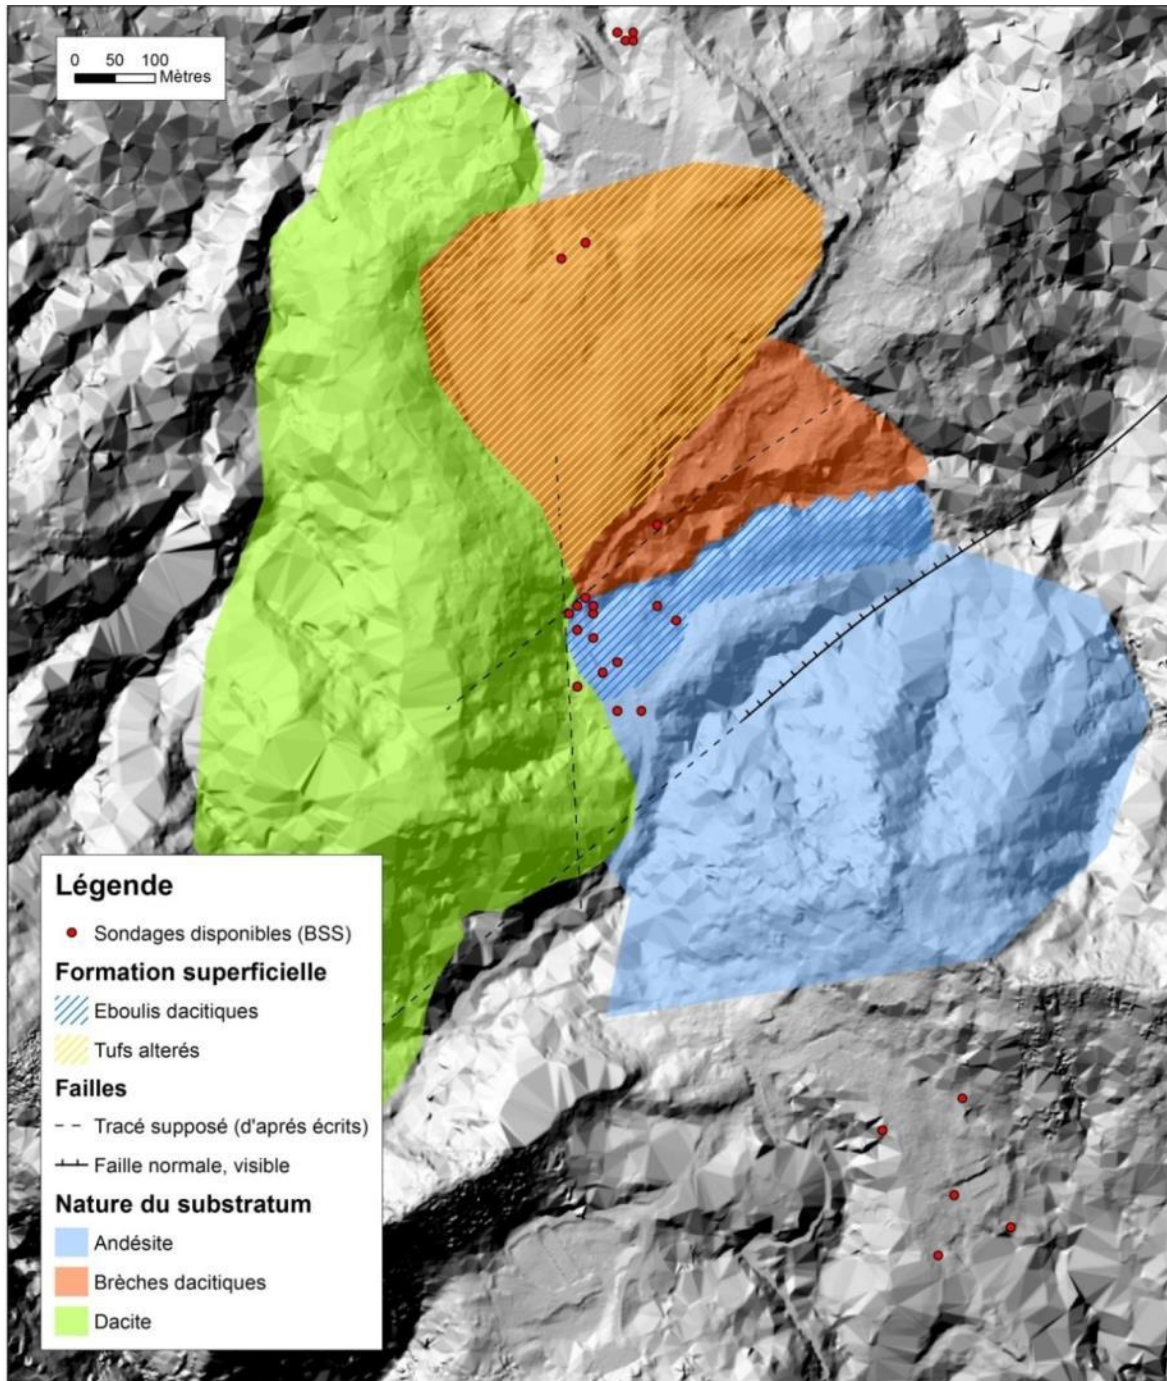 0 50 100
Mètres
Légende
Sondages disponibles (BSS)
Formation superficielle
Eboulis dacitiques
Tufs alterés
Failles
Tracé supposé (d'aprés écrits)
Faille normale, visible
Nature du substratum
Andésite
Brèches dacitiques
Dacite